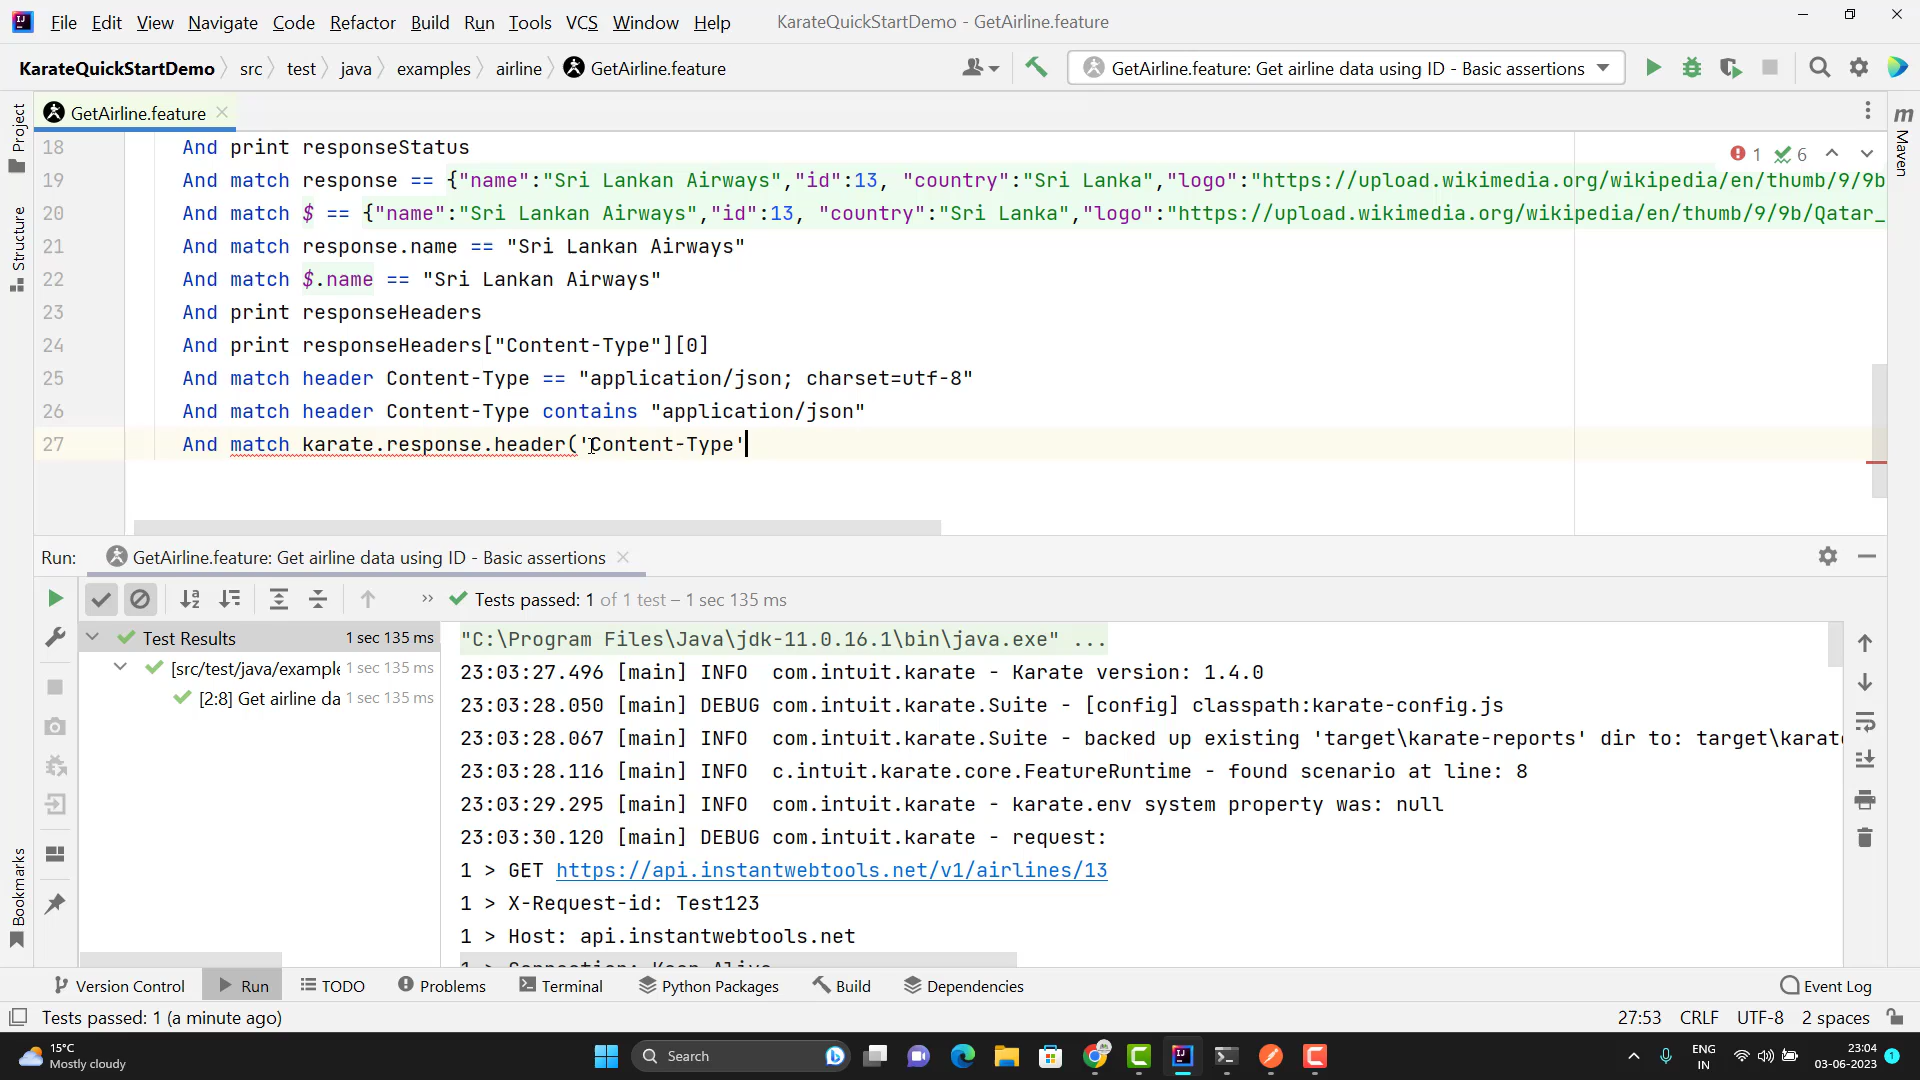 File Edit View Navigate Code Refactor Build Run Tools VCS Window Help KarateQuickStartDemo - GetAirline.feature
KarateQuickStartDemo src test java examples airline GetAirline.feature GetAirline.feature: Get airline data using ID - Basic assertions
GetAirline.feature
Project
Structure
Bookmarks
m
Maven
1 6
18 And print responseStatus
19 And match response == {"name":"Sri Lankan Airways","id":13, "country":"Sri Lanka","logo":"https://upload.wikimedia.org/wikipedia/en/thumb/9/9b
20 And match $ == {"name":"Sri Lankan Airways","id":13, "country":"Sri Lanka","logo":"https://upload.wikimedia.org/wikipedia/en/thumb/9/9b/Qatar_
21 And match response.name == "Sri Lankan Airways"
22 And match $.name == "Sri Lankan Airways"
23 And print responseHeaders
24 And print responseHeaders["Content-Type"][0]
25 And match header Content-Type == "application/json; charset=utf-8"
26 And match header Content-Type contains "application/json"
27 And match karate.response.header('Content-Type'
Run: GetAirline.feature: Get airline data using ID - Basic assertions
Tests passed: 1 of 1 test – 1 sec 135 ms
Test Results 1 sec 135 ms
[src/test/java/example 1 sec 135 ms
[2:8] Get airline da 1 sec 135 ms
"C:\Program Files\Java\jdk-11.0.16.1\bin\java.exe" ...
23:03:27.496 [main] INFO com.intuit.karate - Karate version: 1.4.0
23:03:28.050 [main] DEBUG com.intuit.karate.Suite - [config] classpath:karate-config.js
23:03:28.067 [main] INFO com.intuit.karate.Suite - backed up existing 'target\karate-reports' dir to: target\karat
23:03:28.116 [main] INFO c.intuit.karate.core.FeatureRuntime - found scenario at line: 8
23:03:29.295 [main] INFO com.intuit.karate - karate.env system property was: null
23:03:30.120 [main] DEBUG com.intuit.karate - request:
1 > GET https://api.instantwebtools.net/v1/airlines/13
1 > X-Request-id: Test123
1 > Host: api.instantwebtools.net
1 > Connection: Keep-Alive
Version Control Run TODO Problems Terminal Python Packages Build Dependencies Event Log
Tests passed: 1 (a minute ago) 27:53 CRLF UTF-8 2 spaces
15°C
Mostly cloudy
Search
ENG
IN
23:04
03-06-2023
1